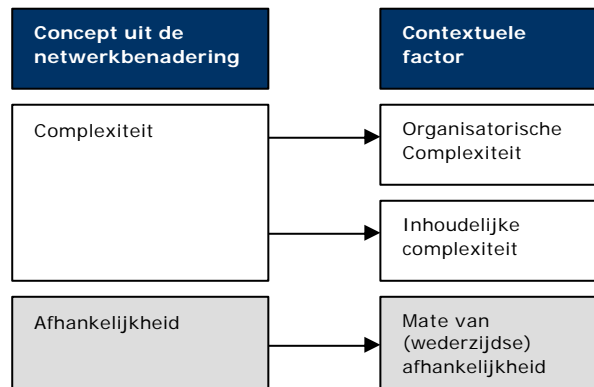 Concept uit de
netwerkbenadering
Contextuele
factor
Complexiteit
Organisatorische
Complexiteit
Inhoudelijke
complexiteit
Afhankelijkheid
Mate van
(wederzijdse)
afhankelijkheid